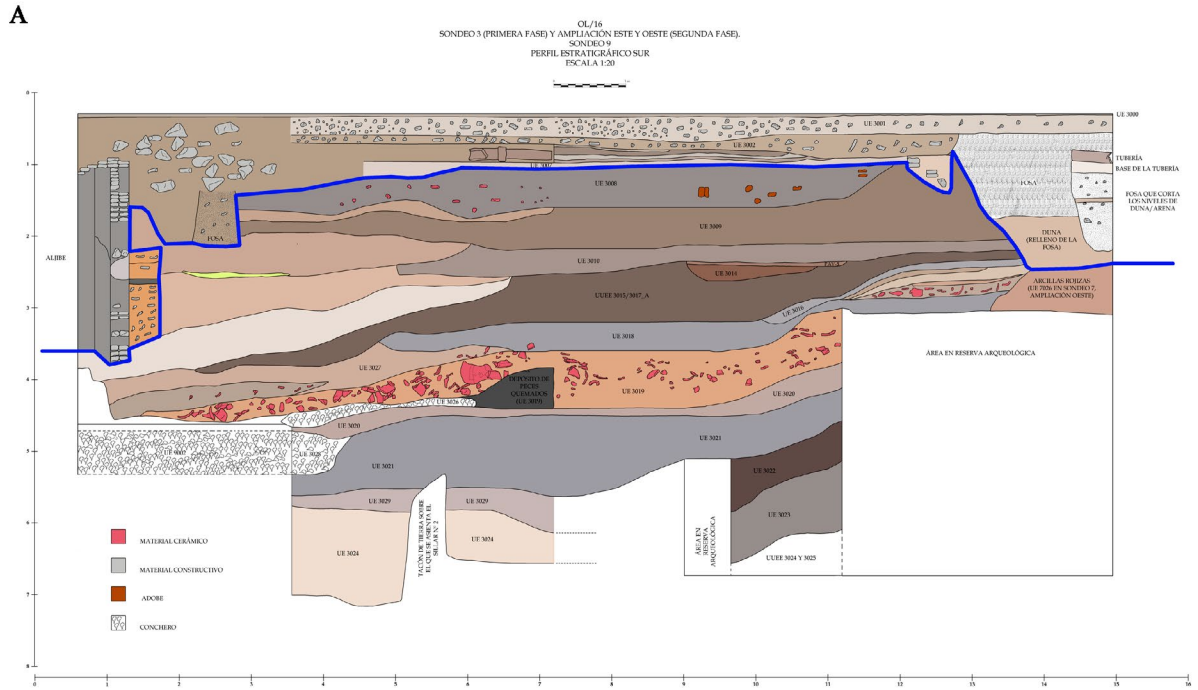 A
OL/16
SONDEO 3 (PRIMERA FASE) Y AMPLIACIÓN ESTE Y OESTE (SEGUNDA FASE).
SONDEO 9
PERFIL ESTRATIGRÁFICO SUR
ESCALA 1:20
0
UE 3000
UE 3001
UE 3002
1
TUBERÍA
BASE DE LA TUBERÍA
UE 3007
UE 3008
FOSA
FOSA QUE CORTA
LOS NIVELES DE
DUNA/ARENA
FOSA
UE 3009
2
DUNA
(RELLENO DE LA
FOSA)
ALJIBE
UE 3010
UE 3014
ARCILLAS ROJIZAS
(UE 7026 EN SONDEO 7,
AMPLIACIÓN OESTE)
UUEE 3015/3017_A
3
UE 3016
UE 3018
ÁREA EN RESERVA ARQUEOLÓGICA
UE 3027
4
DEPÓSITO DE
PECES
QUEMADOS
(UE 3019)
UE 3019
UE 3026
UE 3020
UE 3020
UE 3021
5
UE 3028
UE 3021
UE 3022
UE 3029
UE 3029
UE 3023
6
UE 3024
UE 3024
TACÓN DE TIERRA SOBRE
EL QUE SE ASIENTA EL
SILLAR Nº 2
ÁREA EN
RESERVA
ARQUEOLÓGICA
UUEE 3024 Y 3025
MATERIAL CERÁMICO
MATERIAL CONSTRUCTIVO
ADOBE
CONCHERO
7
8
0 1 2 3 4 5 6 7 8 9 10 11 12 13 14 15 16